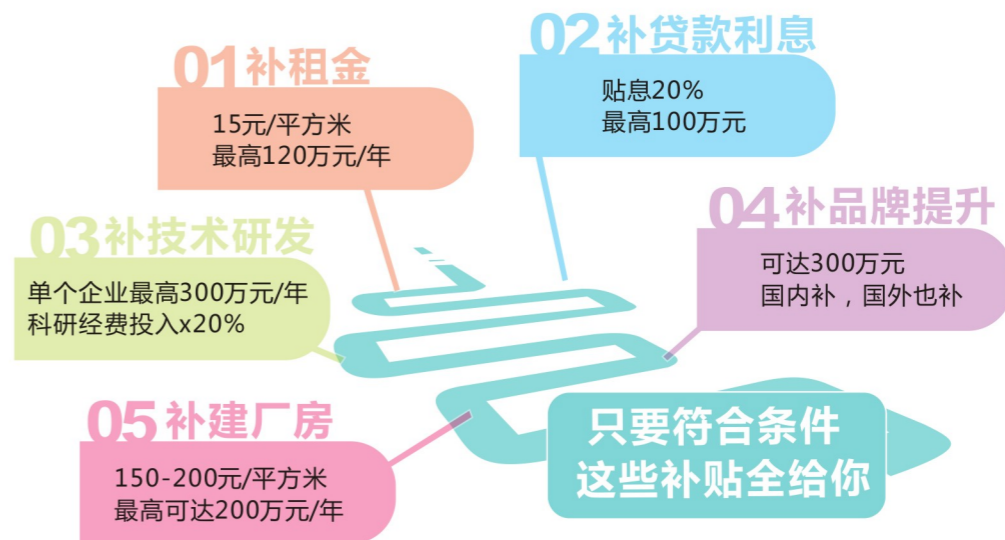 01补租金
15元/平方米
最高120万元/年
02补贷款利息
贴息20%
最高100万元
03补技术研发
单个企业最高300万元/年
科研经费投入x20%
04补品牌提升
可达300万元
国内补，国外也补
05补建厂房
150-200元/平方米
最高可达200万元/年
只要符合条件
这些补贴全给你